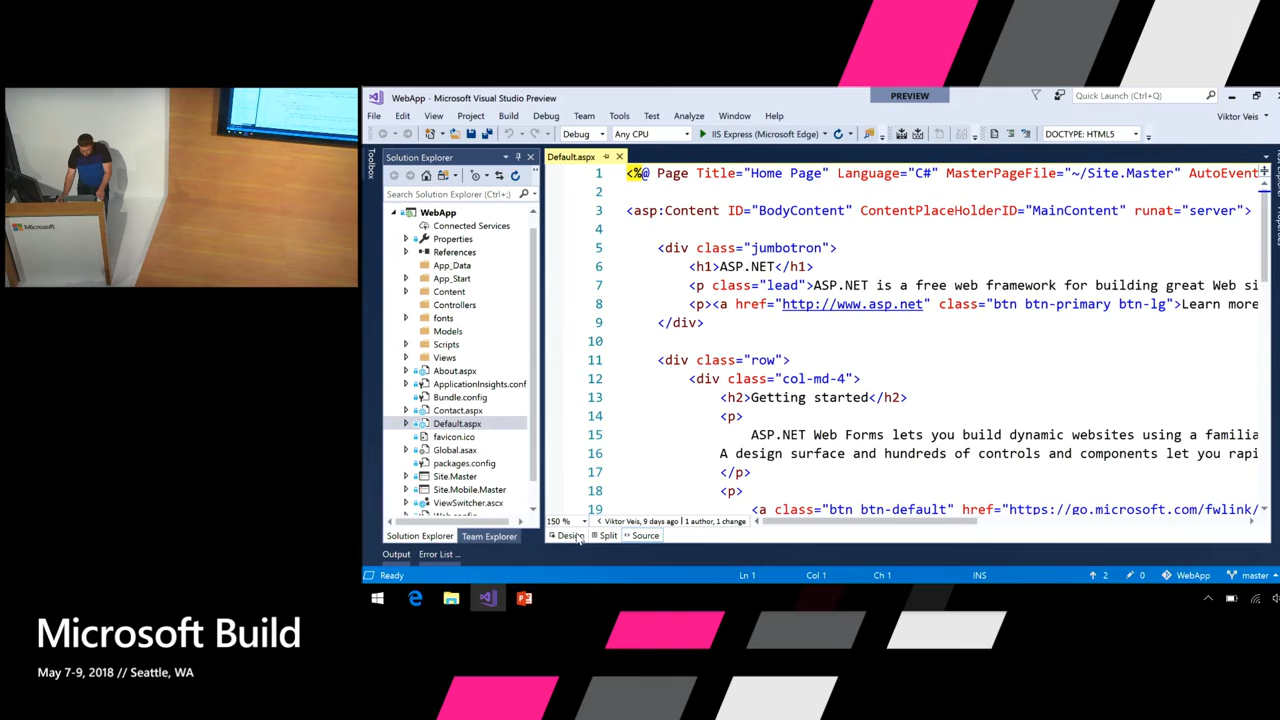 WebApp - Microsoft Visual Studio Preview
PREVIEW
Quick Launch (Ctrl+Q)
File Edit View Project Build Debug Team Tools Test Analyze Window Help
Viktor Veis
Debug Any CPU IIS Express (Microsoft Edge) DOCTYPE: HTML5
Toolbox
Solution Explorer
Search Solution Explorer (Ctrl+;)
WebApp
Connected Services
Properties
References
App_Data
App_Start
Content
Controllers
fonts
Models
Scripts
Views
About.aspx
ApplicationInsights.conf
Bundle.config
Contact.aspx
Default.aspx
favicon.ico
Global.asax
packages.config
Site.Master
Site.Mobile.Master
ViewSwitcher.ascx
Solution Explorer Team Explorer
Default.aspx
1 <%@ Page Title="Home Page" Language="C#" MasterPageFile="~/Site.Master" AutoEvent
2
3 <asp:Content ID="BodyContent" ContentPlaceHolderID="MainContent" runat="server">
4
5 <div class="jumbotron">
6 <h1>ASP.NET</h1>
7 <p class="lead">ASP.NET is a free web framework for building great Web si
8 <p><a href="http://www.asp.net" class="btn btn-primary btn-lg">Learn more
9 </div>
10
11 <div class="row">
12 <div class="col-md-4">
13 <h2>Getting started</h2>
14 <p>
15 ASP.NET Web Forms lets you build dynamic websites using a familia
16 A design surface and hundreds of controls and components let you rapi
17 </p>
18 <p>
19 <a class="btn btn-default" href="https://go.microsoft.com/fwlink/
150 % Viktor Veis, 9 days ago | 1 author, 1 change
Design Split Source
Output Error List ...
Ready Ln 1 Col 1 Ch 1 INS 2 0 WebApp master
Microsoft
Microsoft Build
May 7-9, 2018 // Seattle, WA